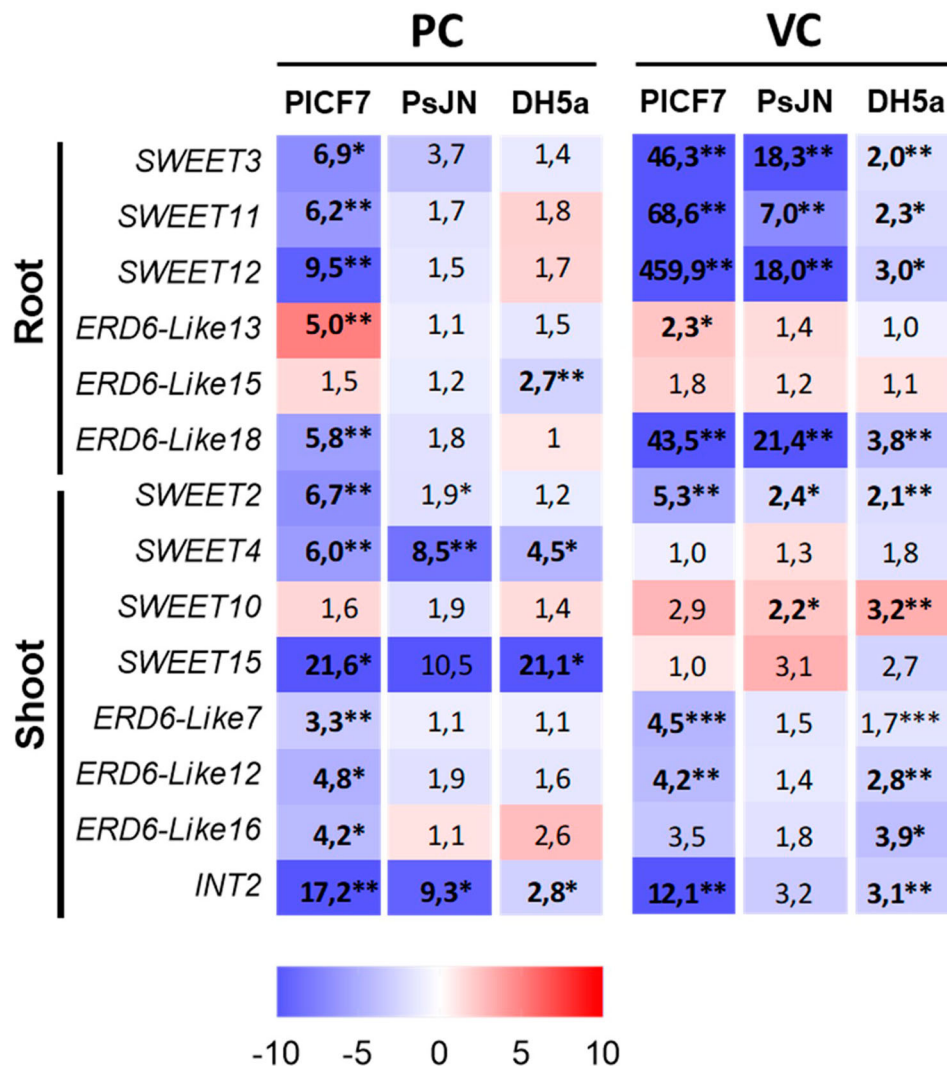 PC VC
PICF7 PsJN DH5a PICF7 PsJN DH5a
Root
SWEET3 6,9* 3,7 1,4 46,3** 18,3** 2,0**
SWEET11 6,2** 1,7 1,8 68,6** 7,0** 2,3*
SWEET12 9,5** 1,5 1,7 459,9** 18,0** 3,0*
ERD6-Like13 5,0** 1,1 1,5 2,3* 1,4 1,0
ERD6-Like15 1,5 1,2 2,7** 1,8 1,2 1,1
ERD6-Like18 5,8** 1,8 1 43,5** 21,4** 3,8**
Shoot
SWEET2 6,7** 1,9* 1,2 5,3** 2,4* 2,1**
SWEET4 6,0** 8,5** 4,5* 1,0 1,3 1,8
SWEET10 1,6 1,9 1,4 2,9 2,2* 3,2**
SWEET15 21,6* 10,5 21,1* 1,0 3,1 2,7
ERD6-Like7 3,3** 1,1 1,1 4,5*** 1,5 1,7***
ERD6-Like12 4,8* 1,9 1,6 4,2** 1,4 2,8**
ERD6-Like16 4,2* 1,1 2,6 3,5 1,8 3,9*
INT2 17,2** 9,3* 2,8* 12,1** 3,2 3,1**
-10 -5 0 5 10